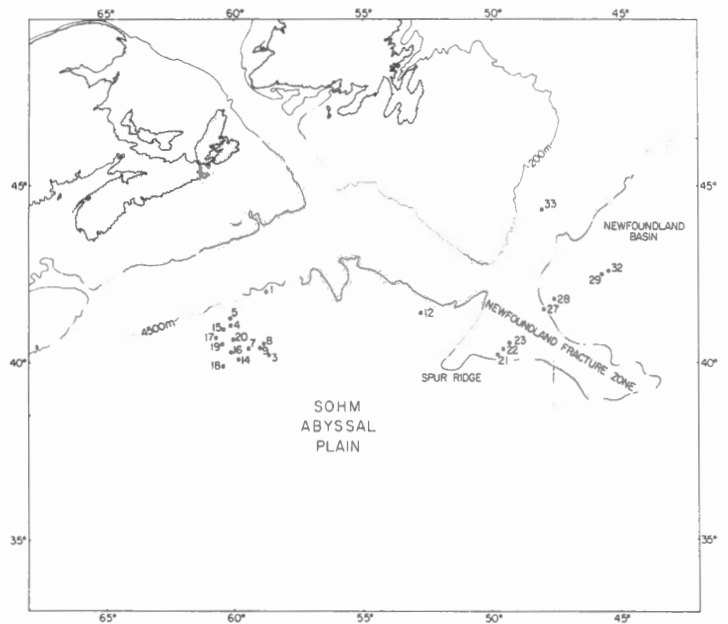 65° 60° 55° 50° 45°
200m
45° 45°
33
NEWFOUNDLAND
BASIN
32
29
1
28
4500m
27
5
12
4
15
NEWFOUNDLAND FRACTURE ZONE
17 20 8 23
19 16 7 9 22
3 21
14
18
SPUR RIDGE
40° 40°
SOHM
ABYSSAL
PLAIN
35° 35°
65° 60° 55° 50° 45°